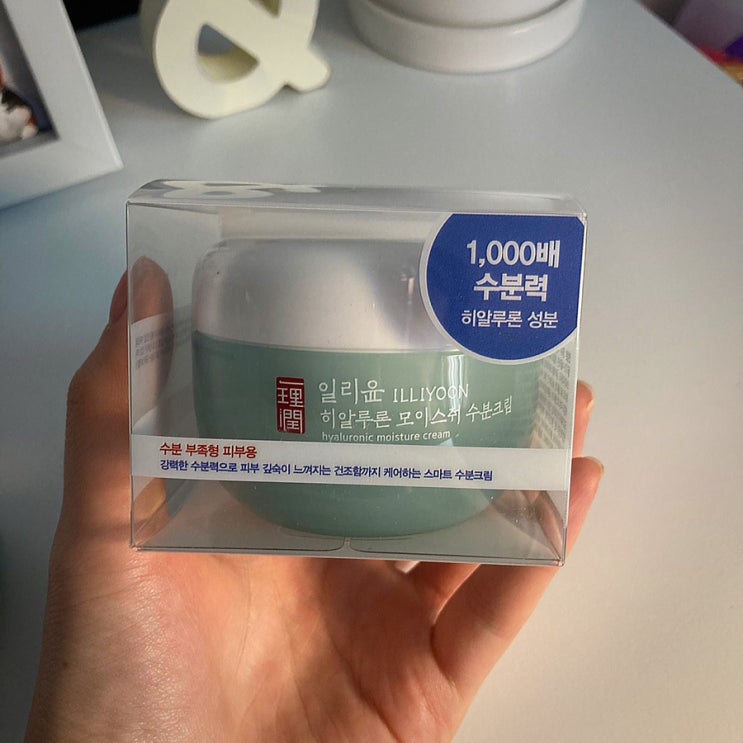 1,000배
수분력
히알루론 성분
一理潤
일리윤 ILLIYOON
히알루론 모이스쳐 수분크림
hyaluronic moisture cream
수분 부족형 피부용
강력한 수분력으로 피부 깊숙이 느껴지는 건조함까지 케어하는 스마트 수분크림